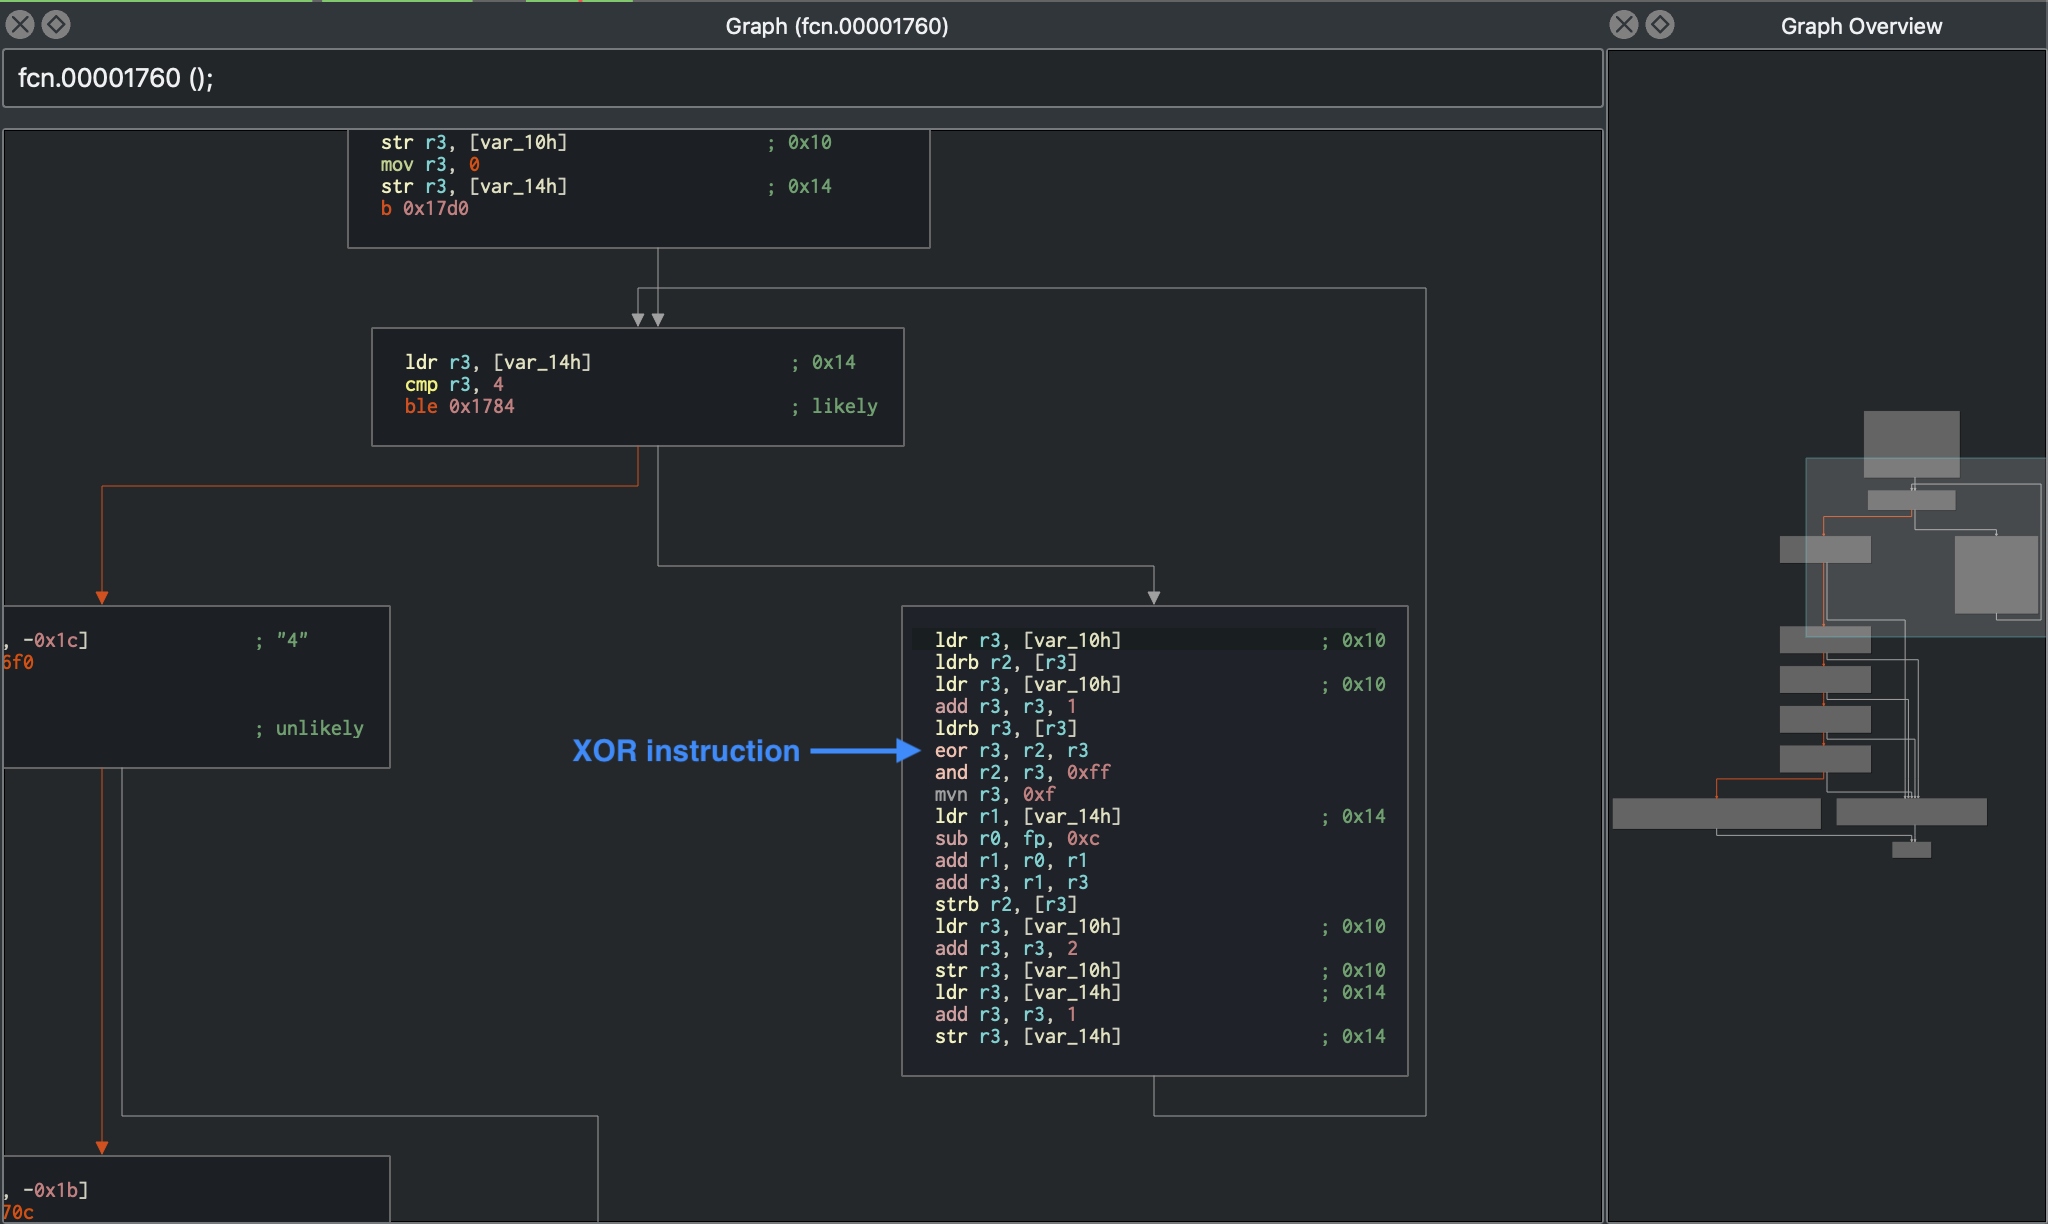 Graph (fcn.00001760)
Graph Overview
fcn.00001760 ();
str r3, [var_10h] ; 0x10
mov r3, 0
str r3, [var_14h] ; 0x14
b 0x17d0
ldr r3, [var_14h] ; 0x14
cmp r3, 4
ble 0x1784 ; likely
, -0x1c] ; "4"
6f0
; unlikely
ldr r3, [var_10h] ; 0x10
ldrb r2, [r3]
ldr r3, [var_10h] ; 0x10
add r3, r3, 1
ldrb r3, [r3]
XOR instruction
eor r3, r2, r3
and r2, r3, 0xff
mvn r3, 0xf
ldr r1, [var_14h] ; 0x14
sub r0, fp, 0xc
add r1, r0, r1
add r3, r1, r3
strb r2, [r3]
ldr r3, [var_10h] ; 0x10
add r3, r3, 2
str r3, [var_10h] ; 0x10
ldr r3, [var_14h] ; 0x14
add r3, r3, 1
str r3, [var_14h] ; 0x14
, -0x1b]
70c